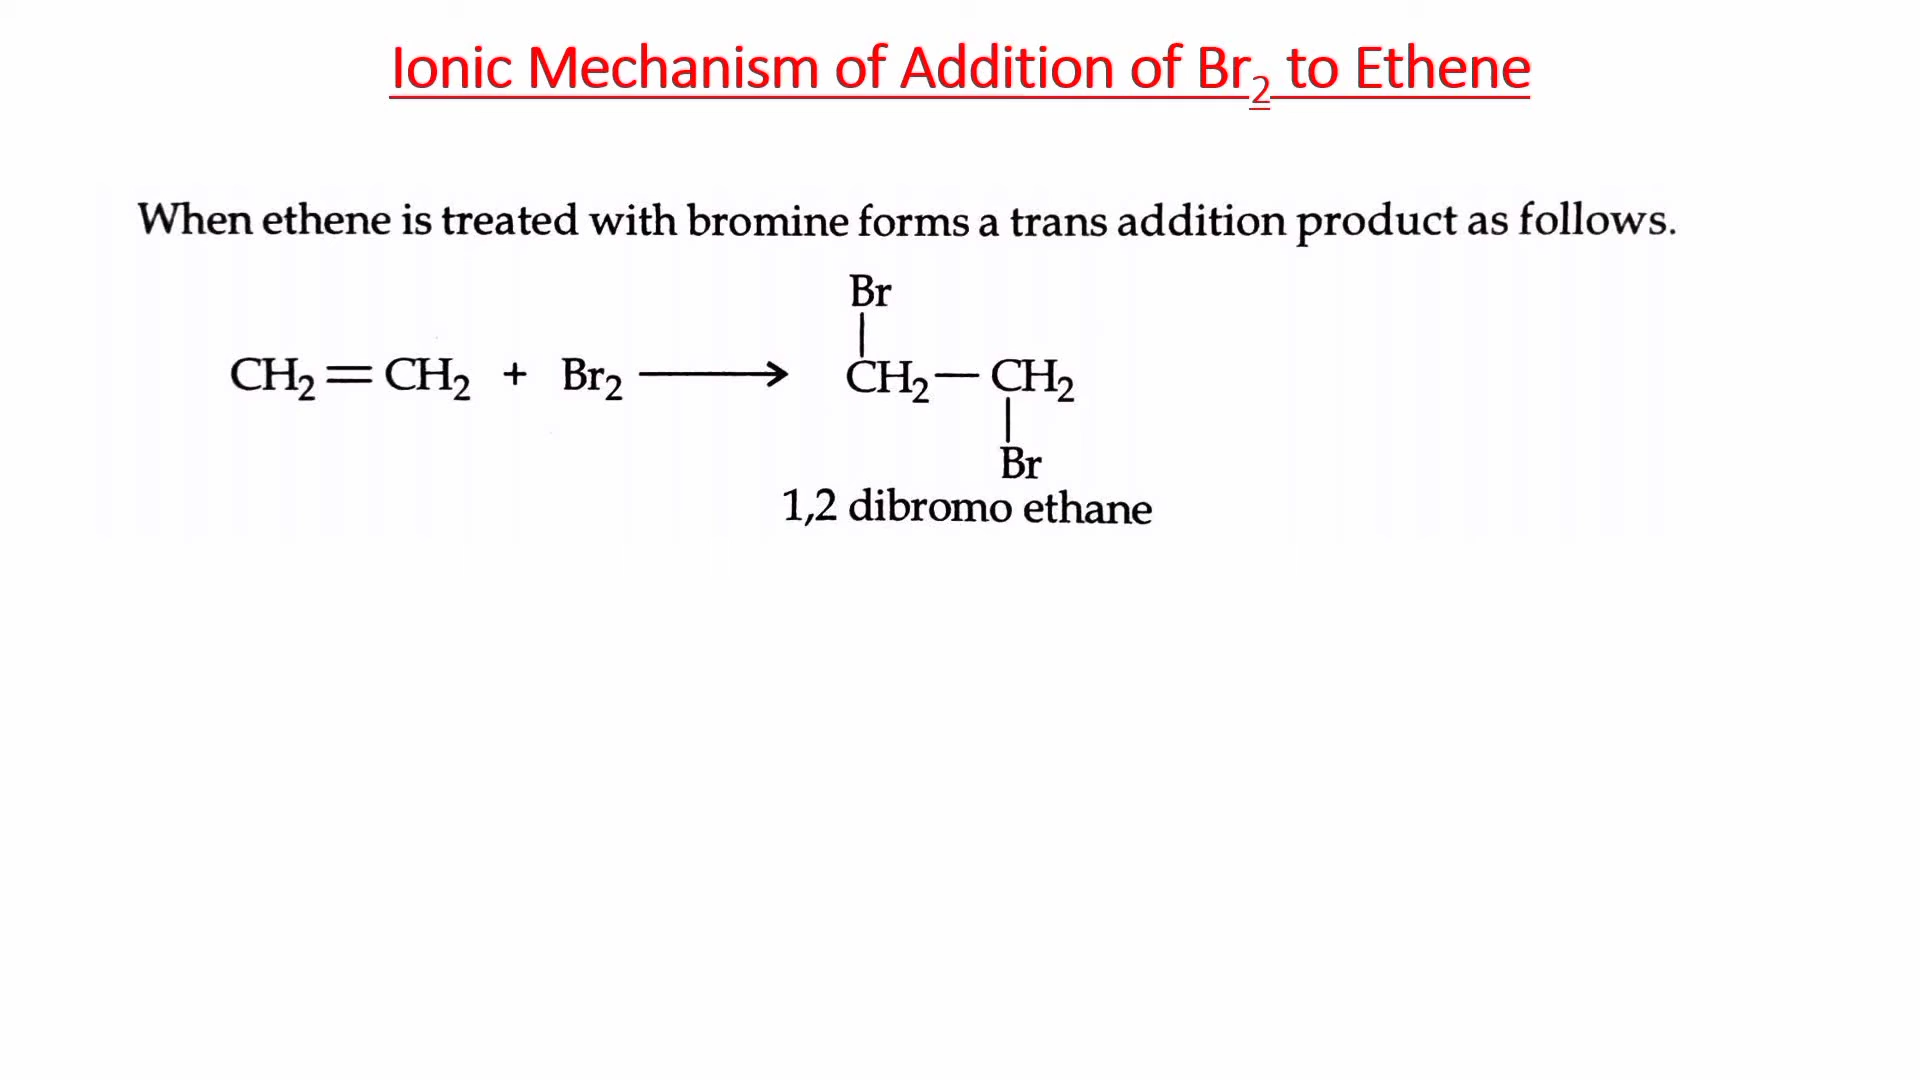 Ionic Mechanism of Addition of Br₂ to Ethene
When ethene is treated with bromine forms a trans addition product as follows.
Br
CH₂=CH₂ + Br₂ ⟶ CH₂—CH₂
Br
1,2 dibromo ethane